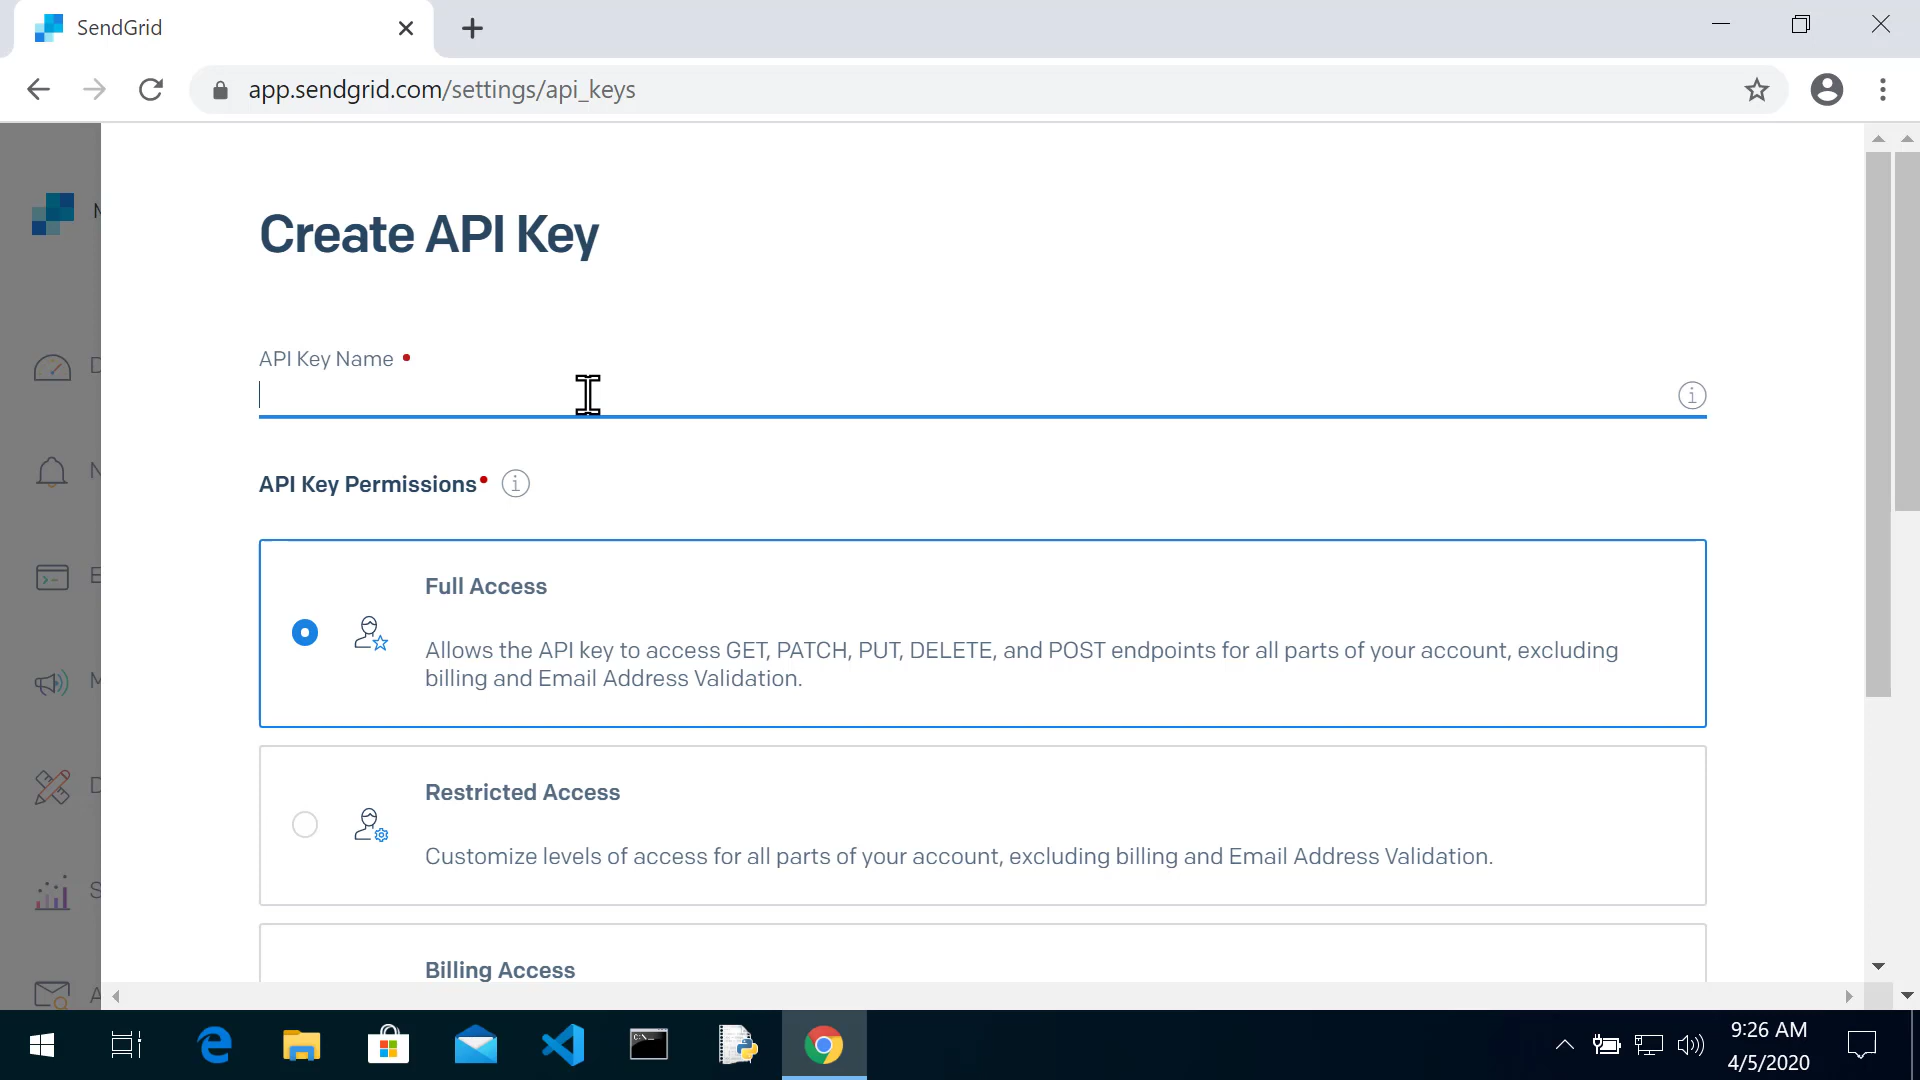 SendGrid
app.sendgrid.com/settings/api_keys
Create API Key
API Key Name
API Key Permissions
Full Access
Allows the API key to access GET, PATCH, PUT, DELETE, and POST endpoints for all parts of your account, excluding
billing and Email Address Validation.
Restricted Access
Customize levels of access for all parts of your account, excluding billing and Email Address Validation.
Billing Access
9:26 AM
4/5/2020